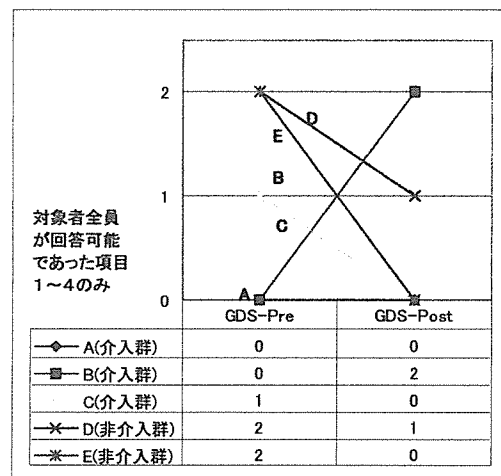 2
D
E
B
1
C
対象者全員
が回答可能
であった項目
1~4のみ
A
0
GDS-Pre GDS-Post
A(介入群) 0 0
B(介入群) 0 2
C(介入群) 1 0
D(非介入群) 2 1
E(非介入群) 2 0